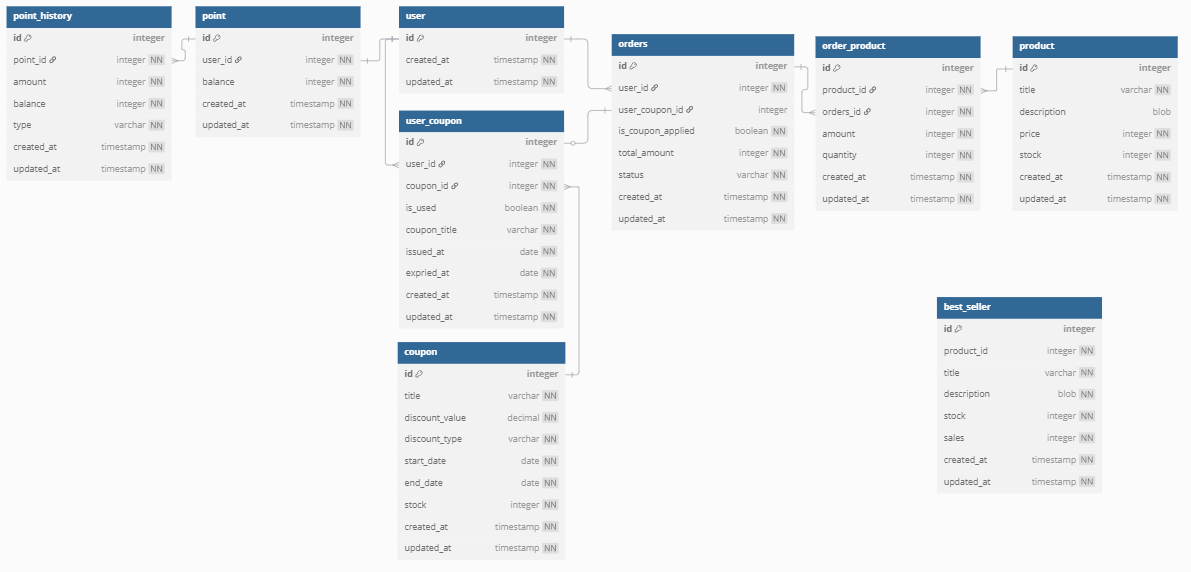 point_history
id integer
point_id integer NN
amount integer NN
balance integer NN
type varchar NN
created_at timestamp NN
updated_at timestamp NN
point
id integer
user_id integer NN
balance integer NN
created_at timestamp NN
updated_at timestamp NN
user
id integer
created_at timestamp NN
updated_at timestamp NN
user_coupon
id integer
user_id integer NN
coupon_id integer NN
is_used boolean NN
coupon_title varchar NN
issued_at date NN
expried_at date NN
created_at timestamp NN
updated_at timestamp NN
coupon
id integer
title varchar NN
discount_value decimal NN
discount_type varchar NN
start_date date NN
end_date date NN
stock integer NN
created_at timestamp NN
updated_at timestamp NN
orders
id integer
user_id integer NN
user_coupon_id integer
is_coupon_applied boolean NN
total_amount integer NN
status varchar NN
created_at timestamp NN
updated_at timestamp NN
order_product
id integer
product_id integer NN
orders_id integer NN
amount integer NN
quantity integer NN
created_at timestamp NN
updated_at timestamp NN
product
id integer
title varchar NN
description blob
price integer NN
stock integer NN
created_at timestamp NN
updated_at timestamp NN
best_seller
id integer
product_id integer NN
title varchar NN
description blob NN
stock integer NN
sales integer NN
created_at timestamp NN
updated_at timestamp NN